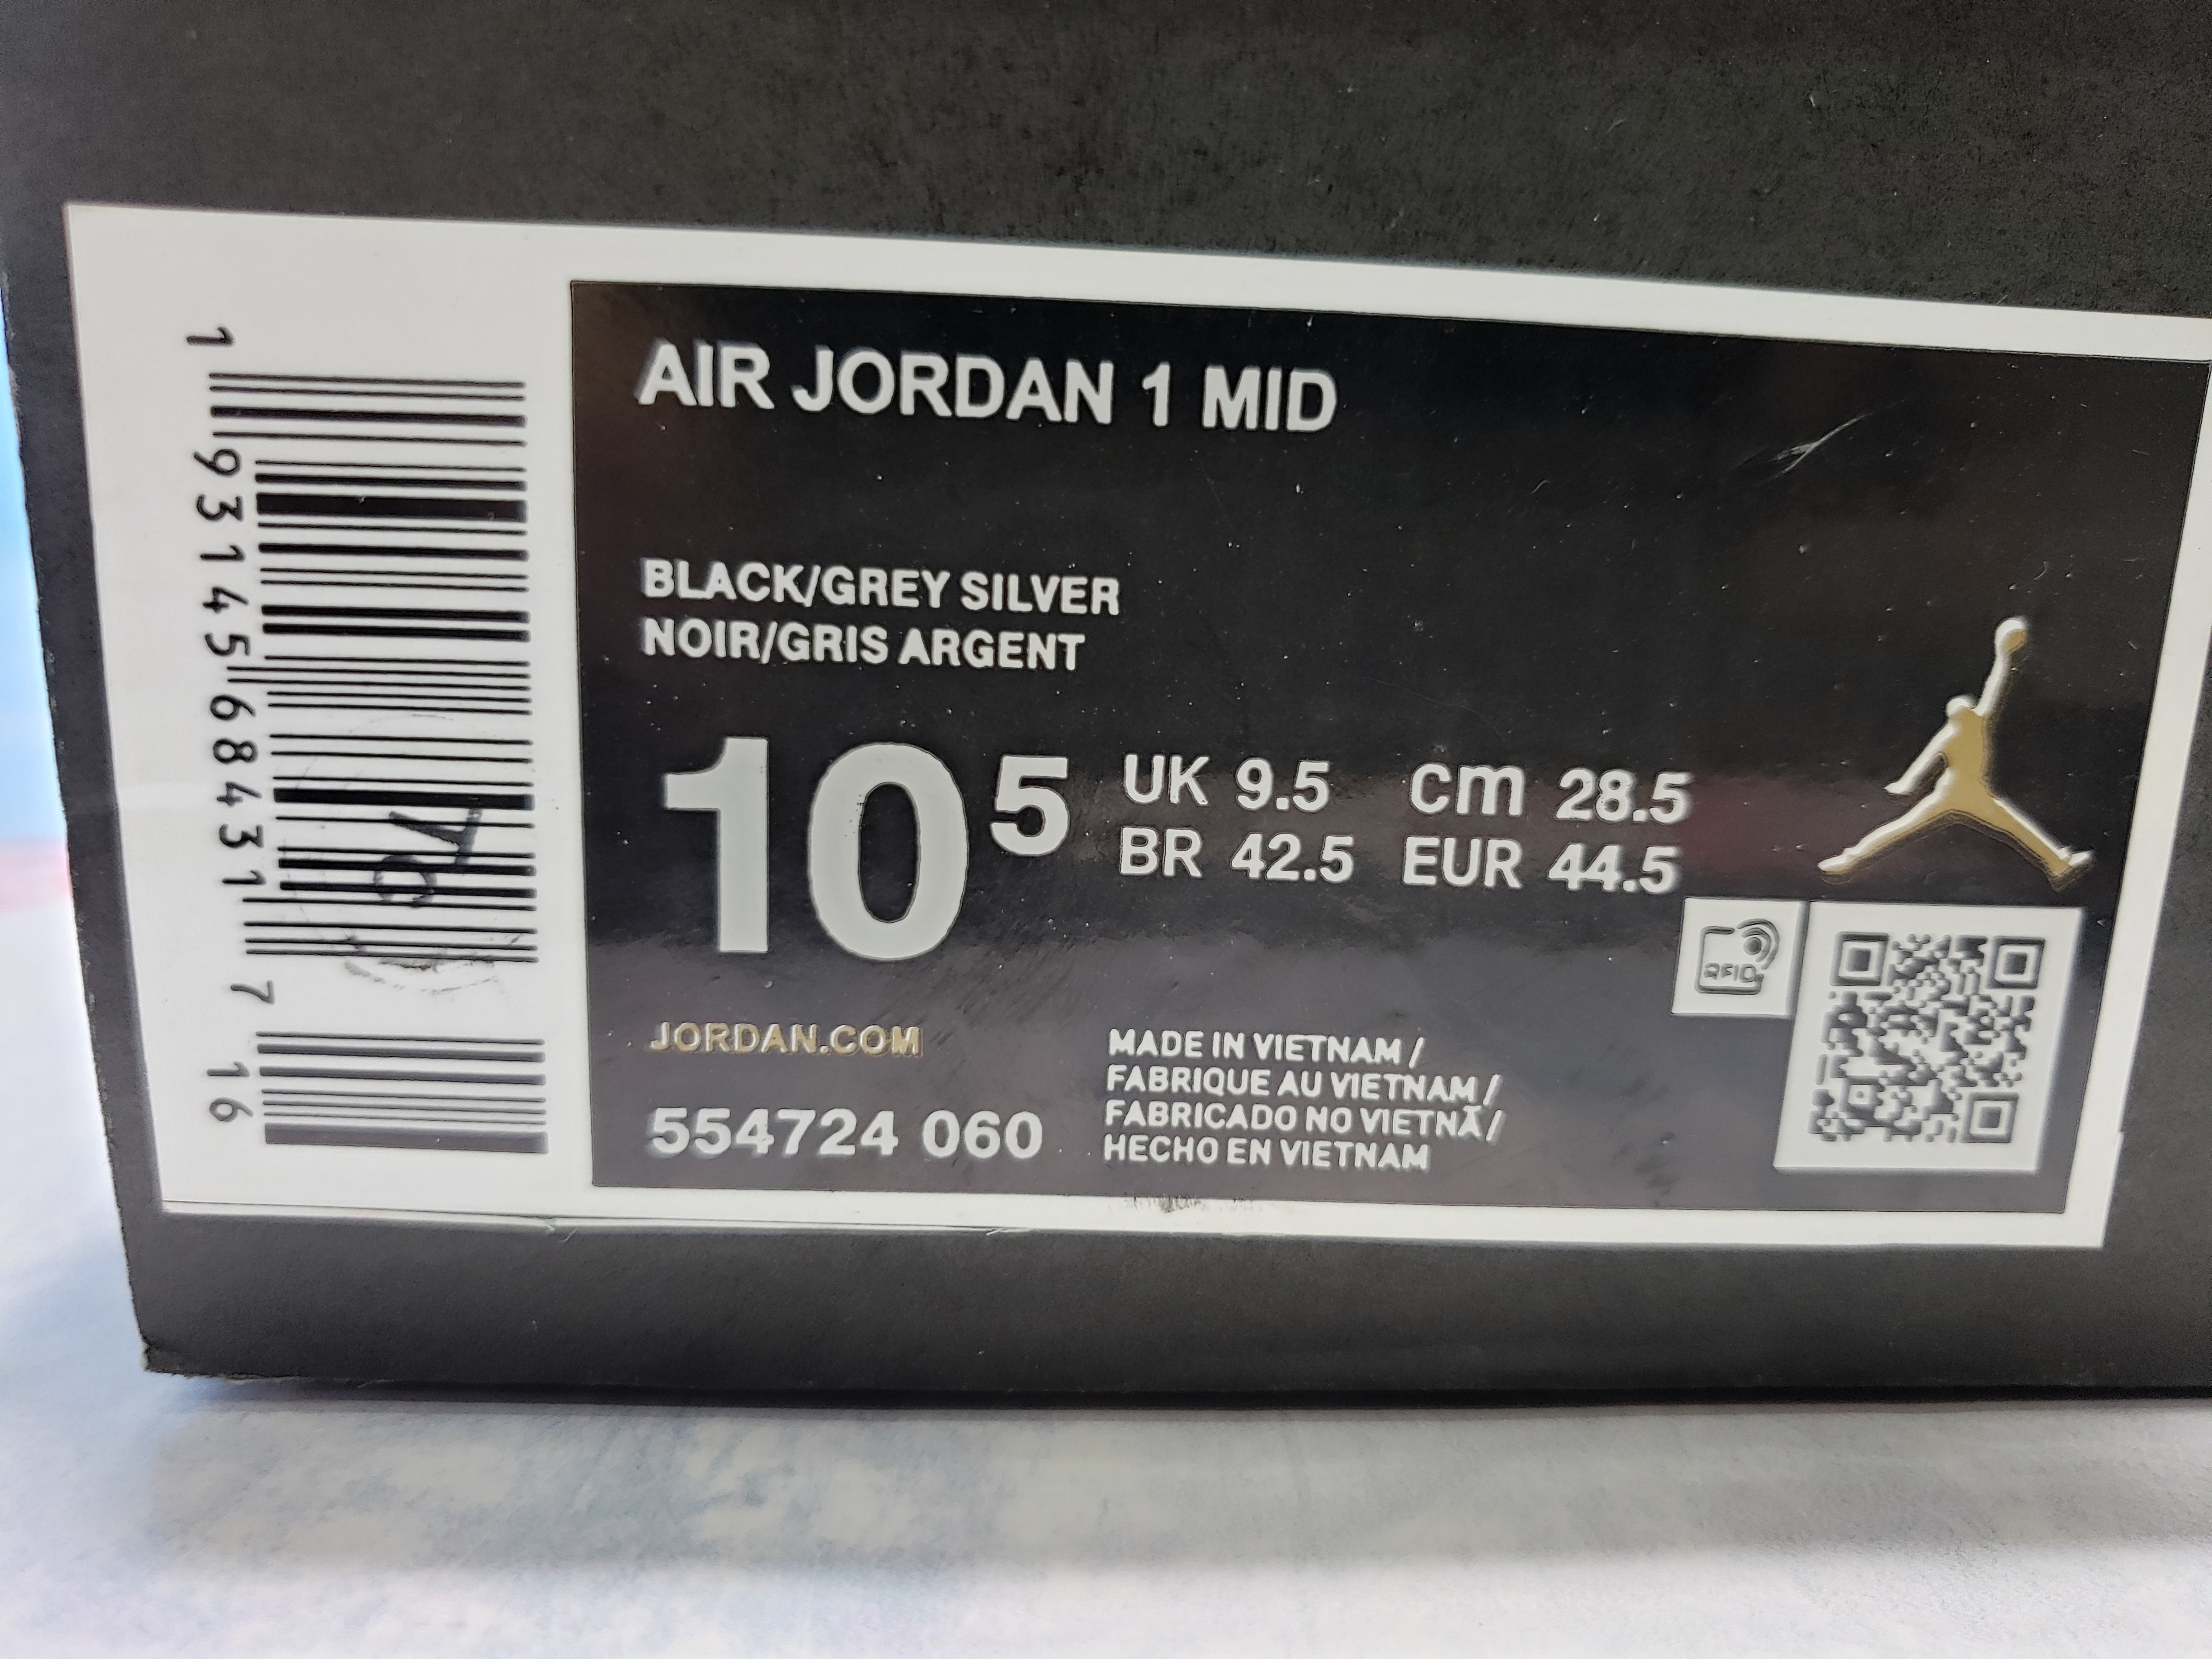 AIR JORDAN 1 MID
BLACK/GREY SILVER
NOIR/GRIS ARGENT
10 5
UK 9.5 cm 28.5
BR 42.5 EUR 44.5
RFID
JORDAN.COM
554724 060
MADE IN VIETNAM /
FABRIQUE AU VIETNAM /
FABRICADO NO VIETNÃ /
HECHO EN VIETNAM
1 93145 68431 7 16